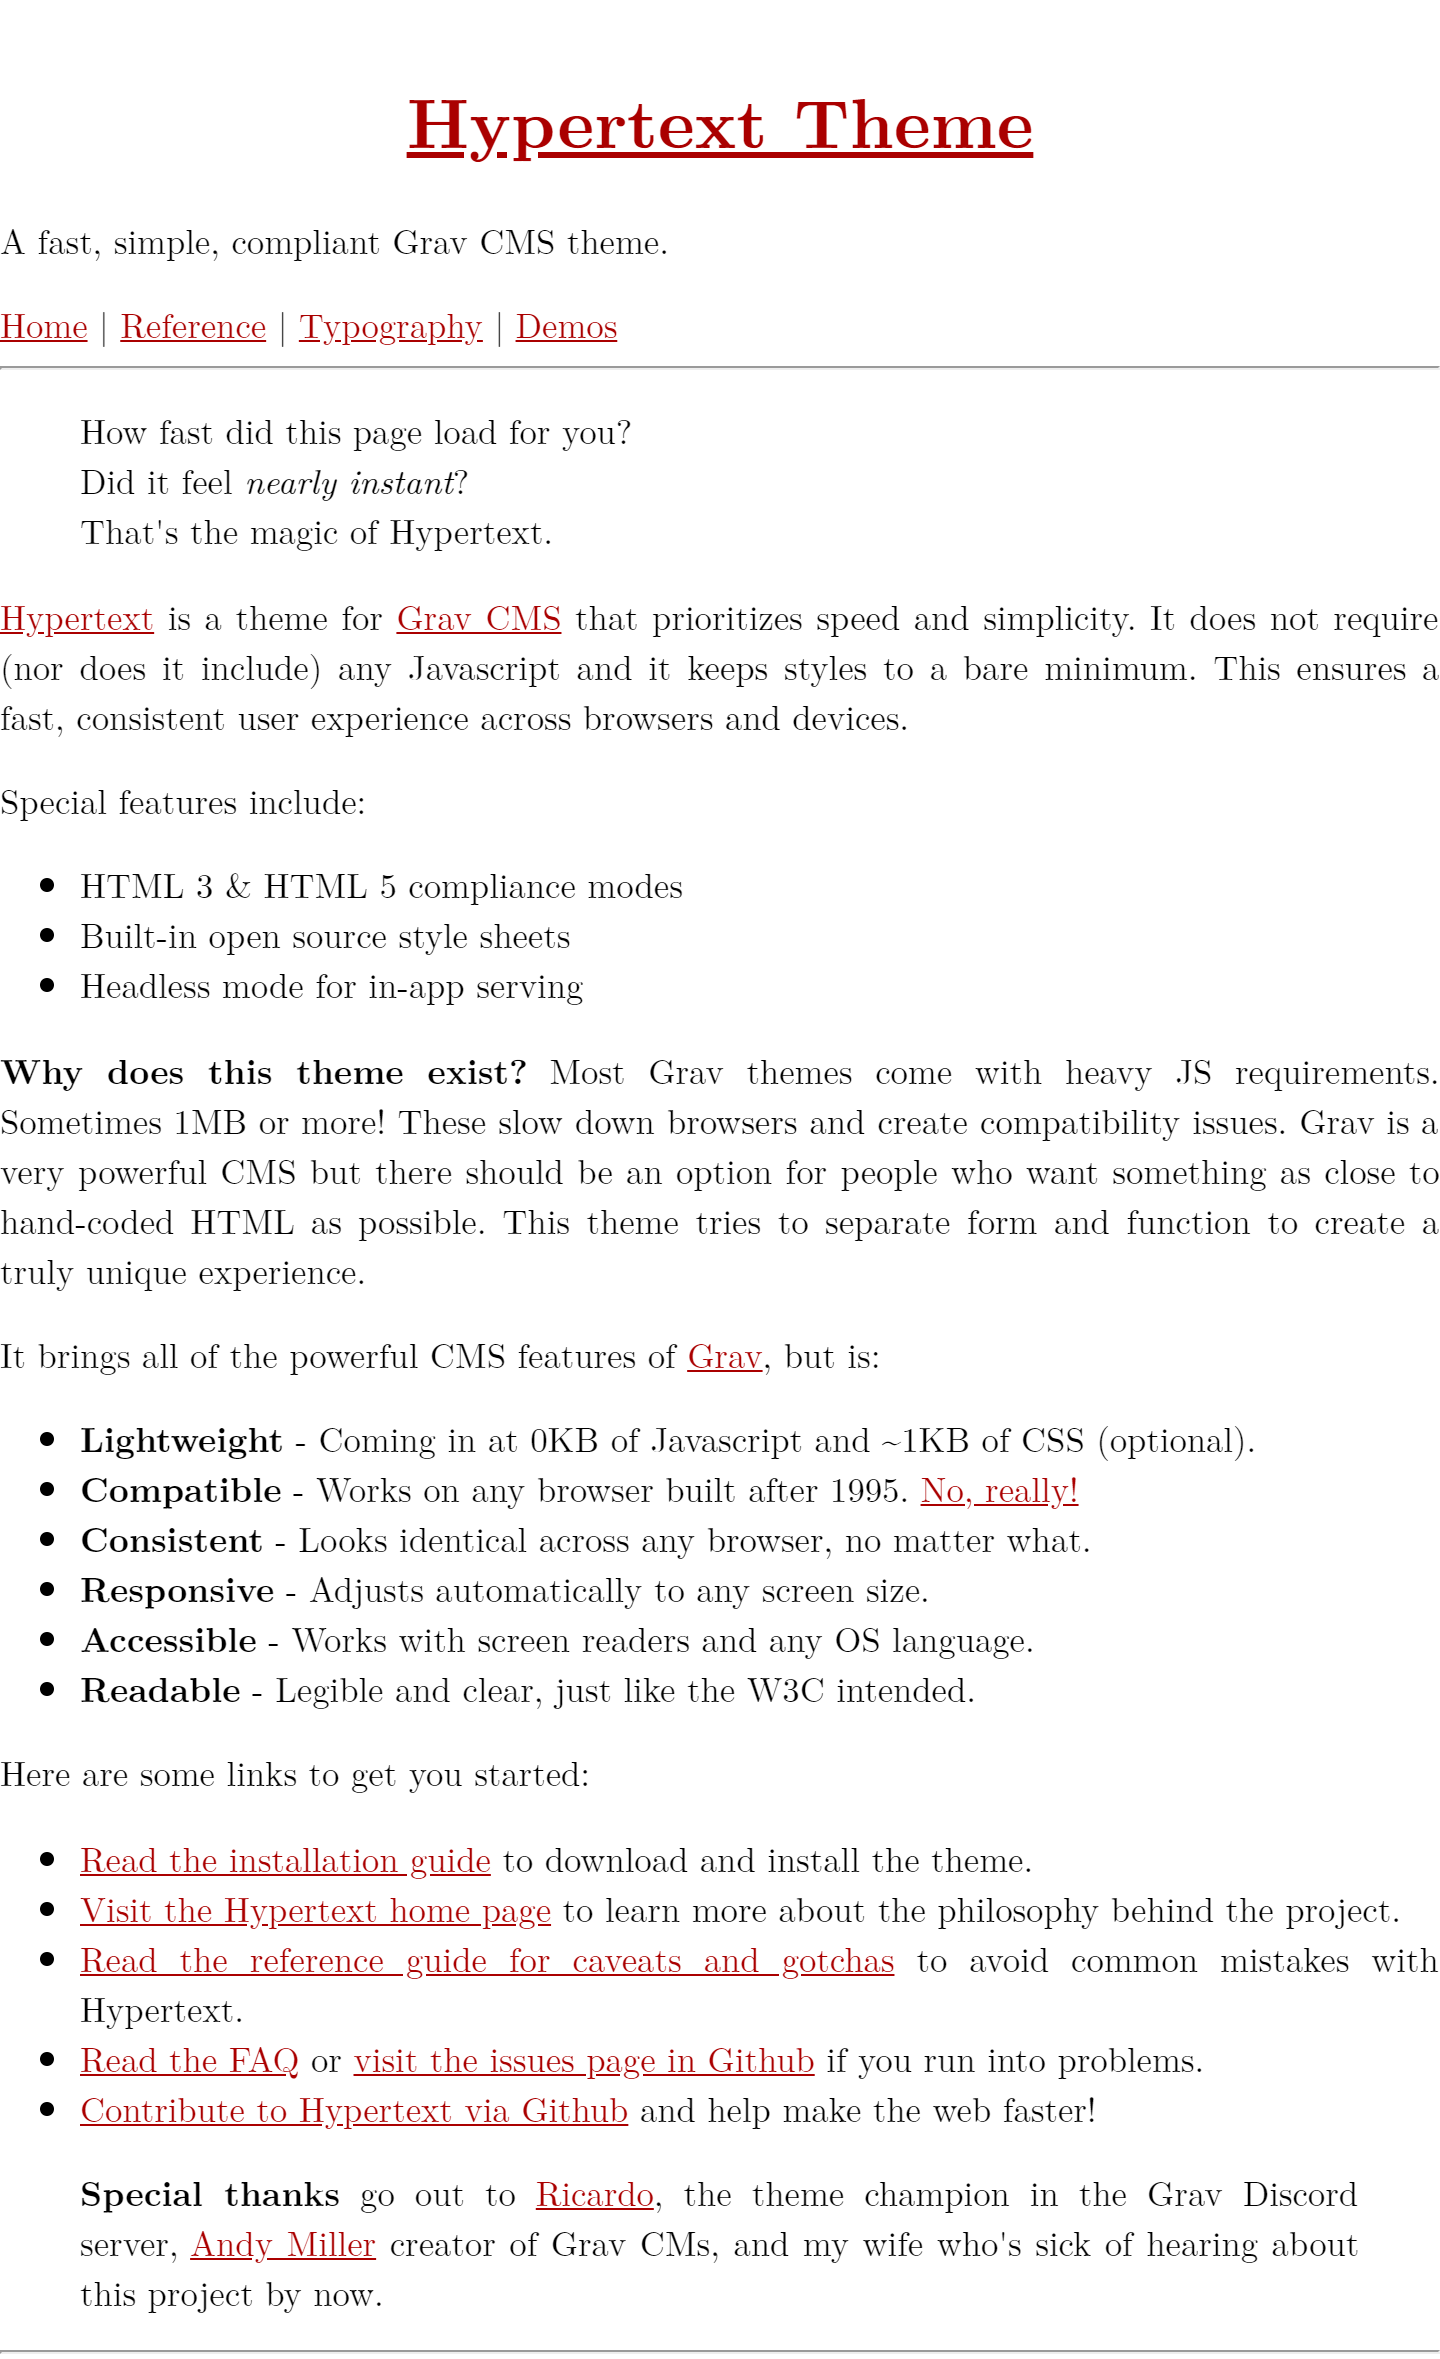 Hypertext Theme
A fast, simple, compliant Grav CMS theme.
Home | Reference | Typography | Demos
How fast did this page load for you?
Did it feel nearly instant?
That's the magic of Hypertext.
Hypertext is a theme for Grav CMS that prioritizes speed and simplicity. It does not require
(nor does it include) any Javascript and it keeps styles to a bare minimum. This ensures a
fast, consistent user experience across browsers and devices.
Special features include:
HTML 3 & HTML 5 compliance modes
Built-in open source style sheets
Headless mode for in-app serving
Why does this theme exist? Most Grav themes come with heavy JS requirements.
Sometimes 1MB or more! These slow down browsers and create compatibility issues. Grav is a
very powerful CMS but there should be an option for people who want something as close to
hand-coded HTML as possible. This theme tries to separate form and function to create a
truly unique experience.
It brings all of the powerful CMS features of Grav, but is:
Lightweight - Coming in at 0KB of Javascript and ~1KB of CSS (optional).
Compatible - Works on any browser built after 1995. No, really!
Consistent - Looks identical across any browser, no matter what.
Responsive - Adjusts automatically to any screen size.
Accessible - Works with screen readers and any OS language.
Readable - Legible and clear, just like the W3C intended.
Here are some links to get you started:
Read the installation guide to download and install the theme.
Visit the Hypertext home page to learn more about the philosophy behind the project.
Read the reference guide for caveats and gotchas to avoid common mistakes with
Hypertext.
Read the FAQ or visit the issues page in Github if you run into problems.
Contribute to Hypertext via Github and help make the web faster!
Special thanks go out to Ricardo, the theme champion in the Grav Discord
server, Andy Miller creator of Grav CMs, and my wife who's sick of hearing about
this project by now.